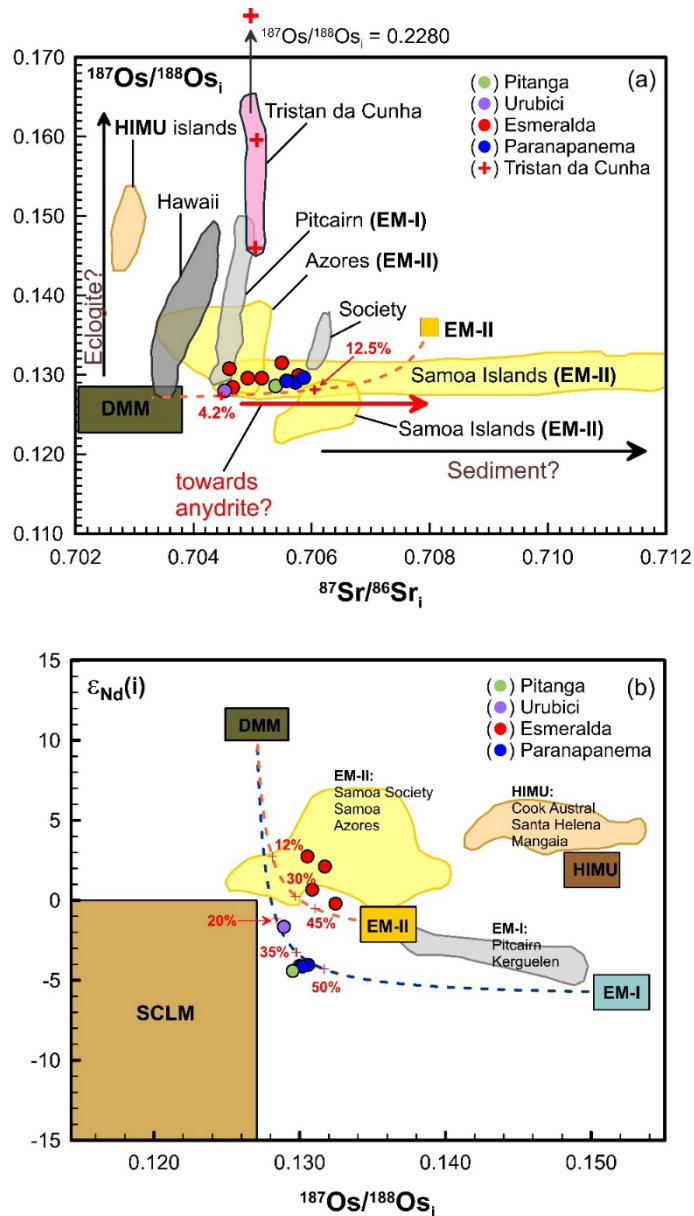 ¹⁸⁷Os/¹⁸⁸Osᵢ = 0.2280
0.170
0.160
0.150
0.140
0.130
0.120
0.110
¹⁸⁷Os/¹⁸⁸Osᵢ
(a)
( ) Pitanga
( ) Urubici
( ) Esmeralda
( ) Paranapanema
( ) Tristan da Cunha
HIMU islands
Tristan da Cunha
Hawaii
Pitcairn (EM-I)
Azores (EM-II)
Society
EM-II
Eclogite?
12.5%
Samoa Islands (EM-II)
DMM
4.2%
Samoa Islands (EM-II)
towards
anydrite?
Sediment?
0.702
0.704
0.706
0.708
0.710
0.712
⁸⁷Sr/⁸⁶Srᵢ
15
10
5
0
-5
-10
-15
εNd(i)
(b)
( ) Pitanga
( ) Urubici
( ) Esmeralda
( ) Paranapanema
DMM
EM-II:
Samoa Society
Samoa
Azores
HIMU:
Cook Austral
Santa Helena
Mangaia
HIMU
12%
30%
20%
45%
EM-II
EM-I:
Pitcairn
Kerguelen
35%
50%
EM-I
SCLM
0.120
0.130
0.140
0.150
¹⁸⁷Os/¹⁸⁸Osᵢ